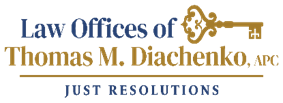 Law Offices of
Thomas M. Diachenko, APC
JUST RESOLUTIONS